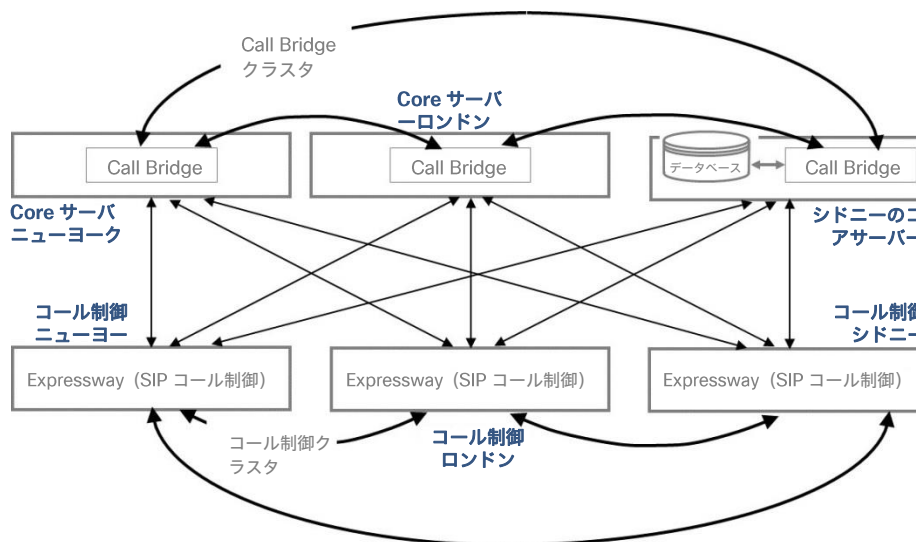 Call Bridge
クラスタ
Core サーバ
ーロンドン
Call Bridge
Call Bridge
データベース
Call Bridge
Core サーバ
ニューヨーク
シドニーのコ
アサーバー
コール制御
ニューヨー
コール制御
シドニー
Expressway（SIP コール制御）
Expressway（SIP コール制御）
Expressway（SIP コール制御）
コール制御ク
ラスタ
コール制御
ロンドン